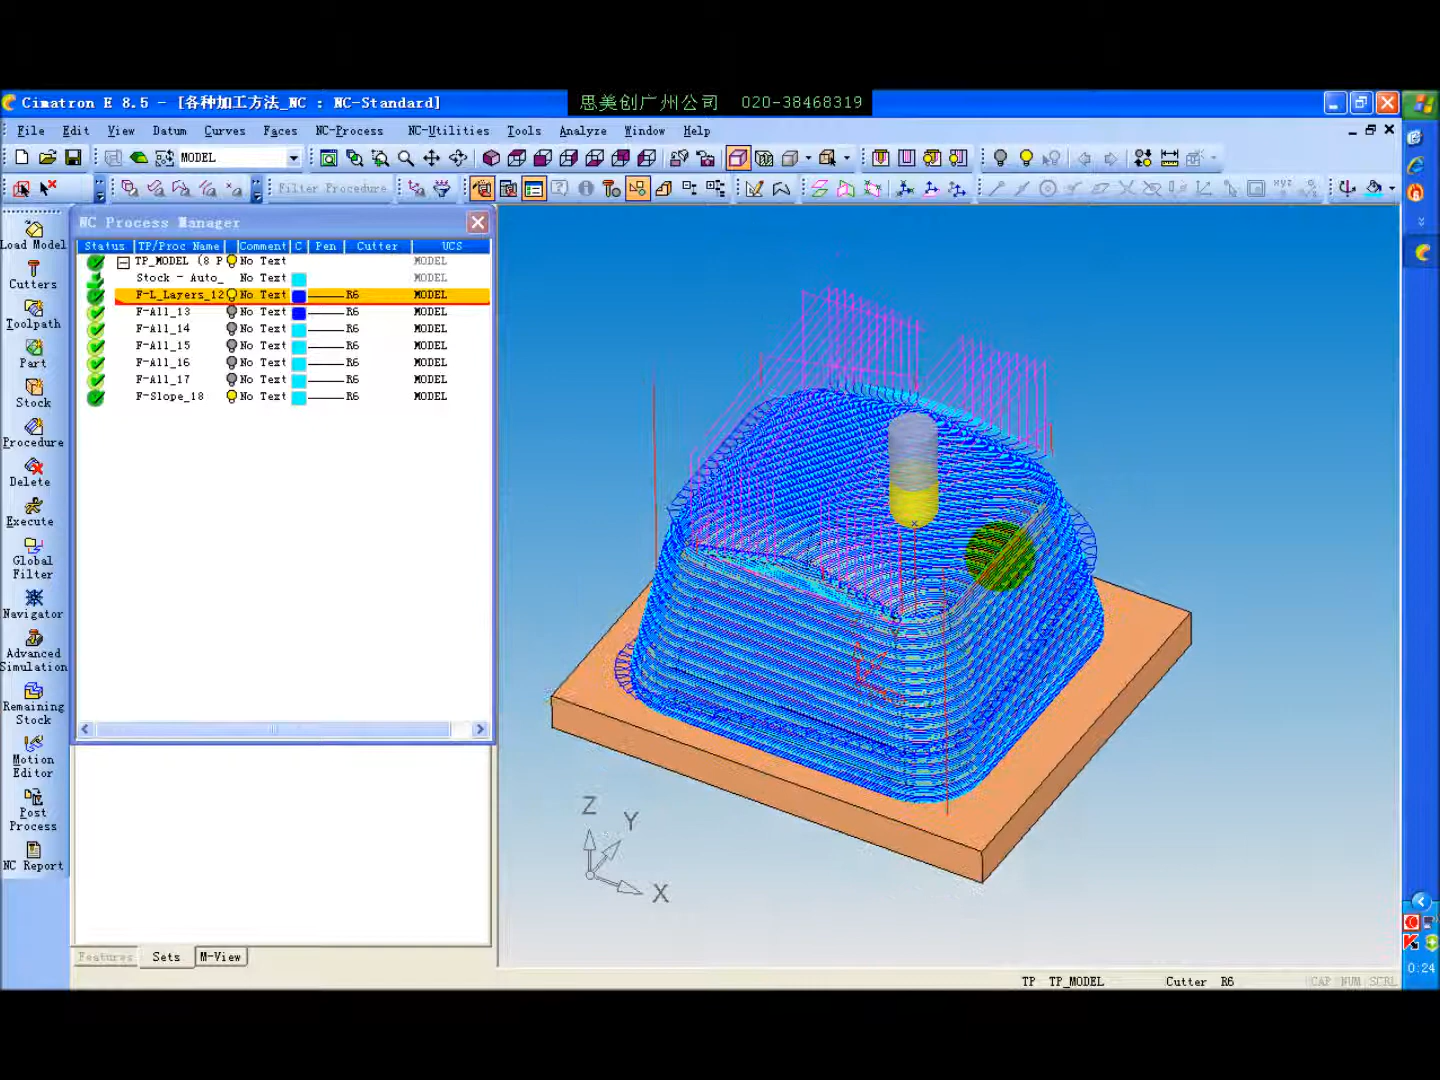 Cimatron E 8.5 - [各种加工方法_NC : NC-Standard]
思美创广州公司 020-38468319
File Edit View Datum Curves Faces NC-Process NC-Utilities Tools Analyze Window Help
MODEL
Filter Procedure
NC Process Manager
Status TP/Proc Name Comment C Pen Cutter UCS
TP_MODEL (8 P No Text MODEL
Stock - Auto_ No Text MODEL
F-L_Layers_12 No Text R6 MODEL
F-All_13 No Text R6 MODEL
F-All_14 No Text R6 MODEL
F-All_15 No Text R6 MODEL
F-All_16 No Text R6 MODEL
F-All_17 No Text R6 MODEL
F-Slope_18 No Text R6 MODEL
Load Model
Cutters
Toolpath
Part
Stock
Procedure
Delete
Execute
Global
Filter
Navigator
Advanced
Simulation
Remaining
Stock
Motion
Editor
Post
Process
NC Report
Z
Y
X
Features Sets M-View
TP TP_MODEL Cutter R6 CAP NUM SCRL
0:24